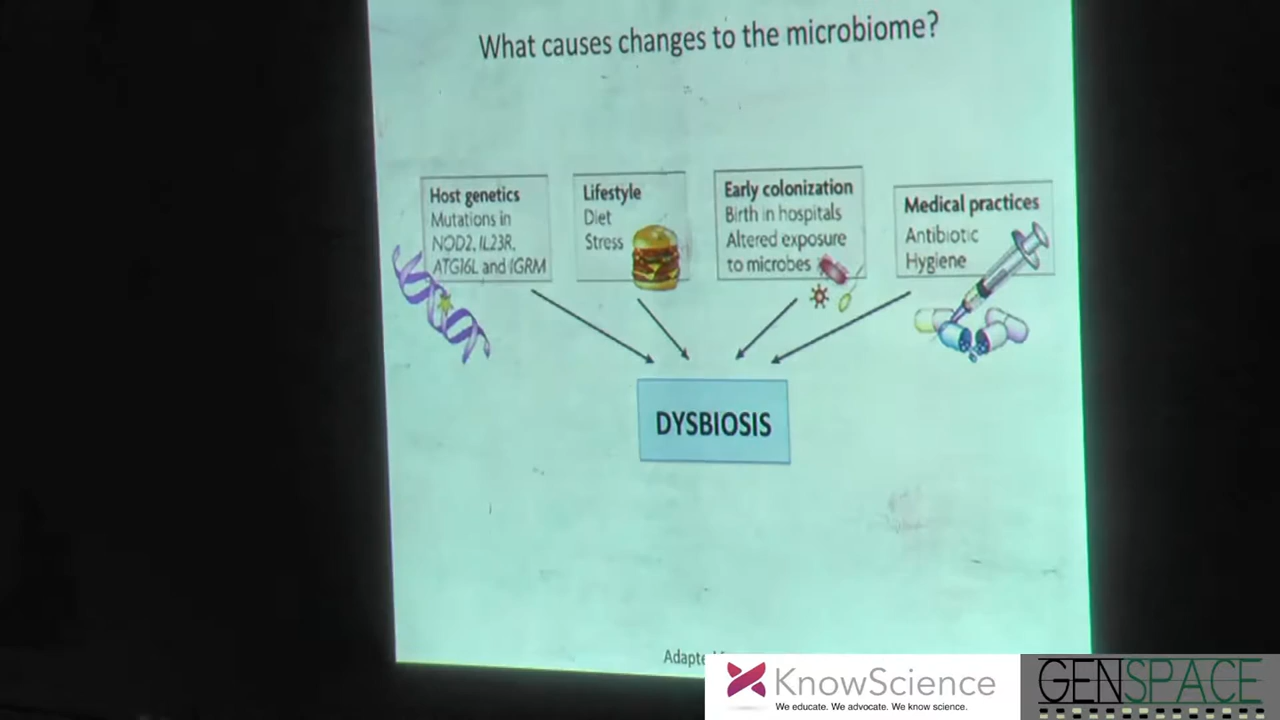 What causes changes to the microbiome?
Host genetics
Mutations in
NOD2, IL23R,
ATG16L and IGRM
Lifestyle
Diet
Stress
Early colonization
Birth in hospitals
Altered exposure
to microbes
Medical practices
Antibiotic
Hygiene
DYSBIOSIS
KnowScience
We educate. We advocate. We know science.
GENSPACE